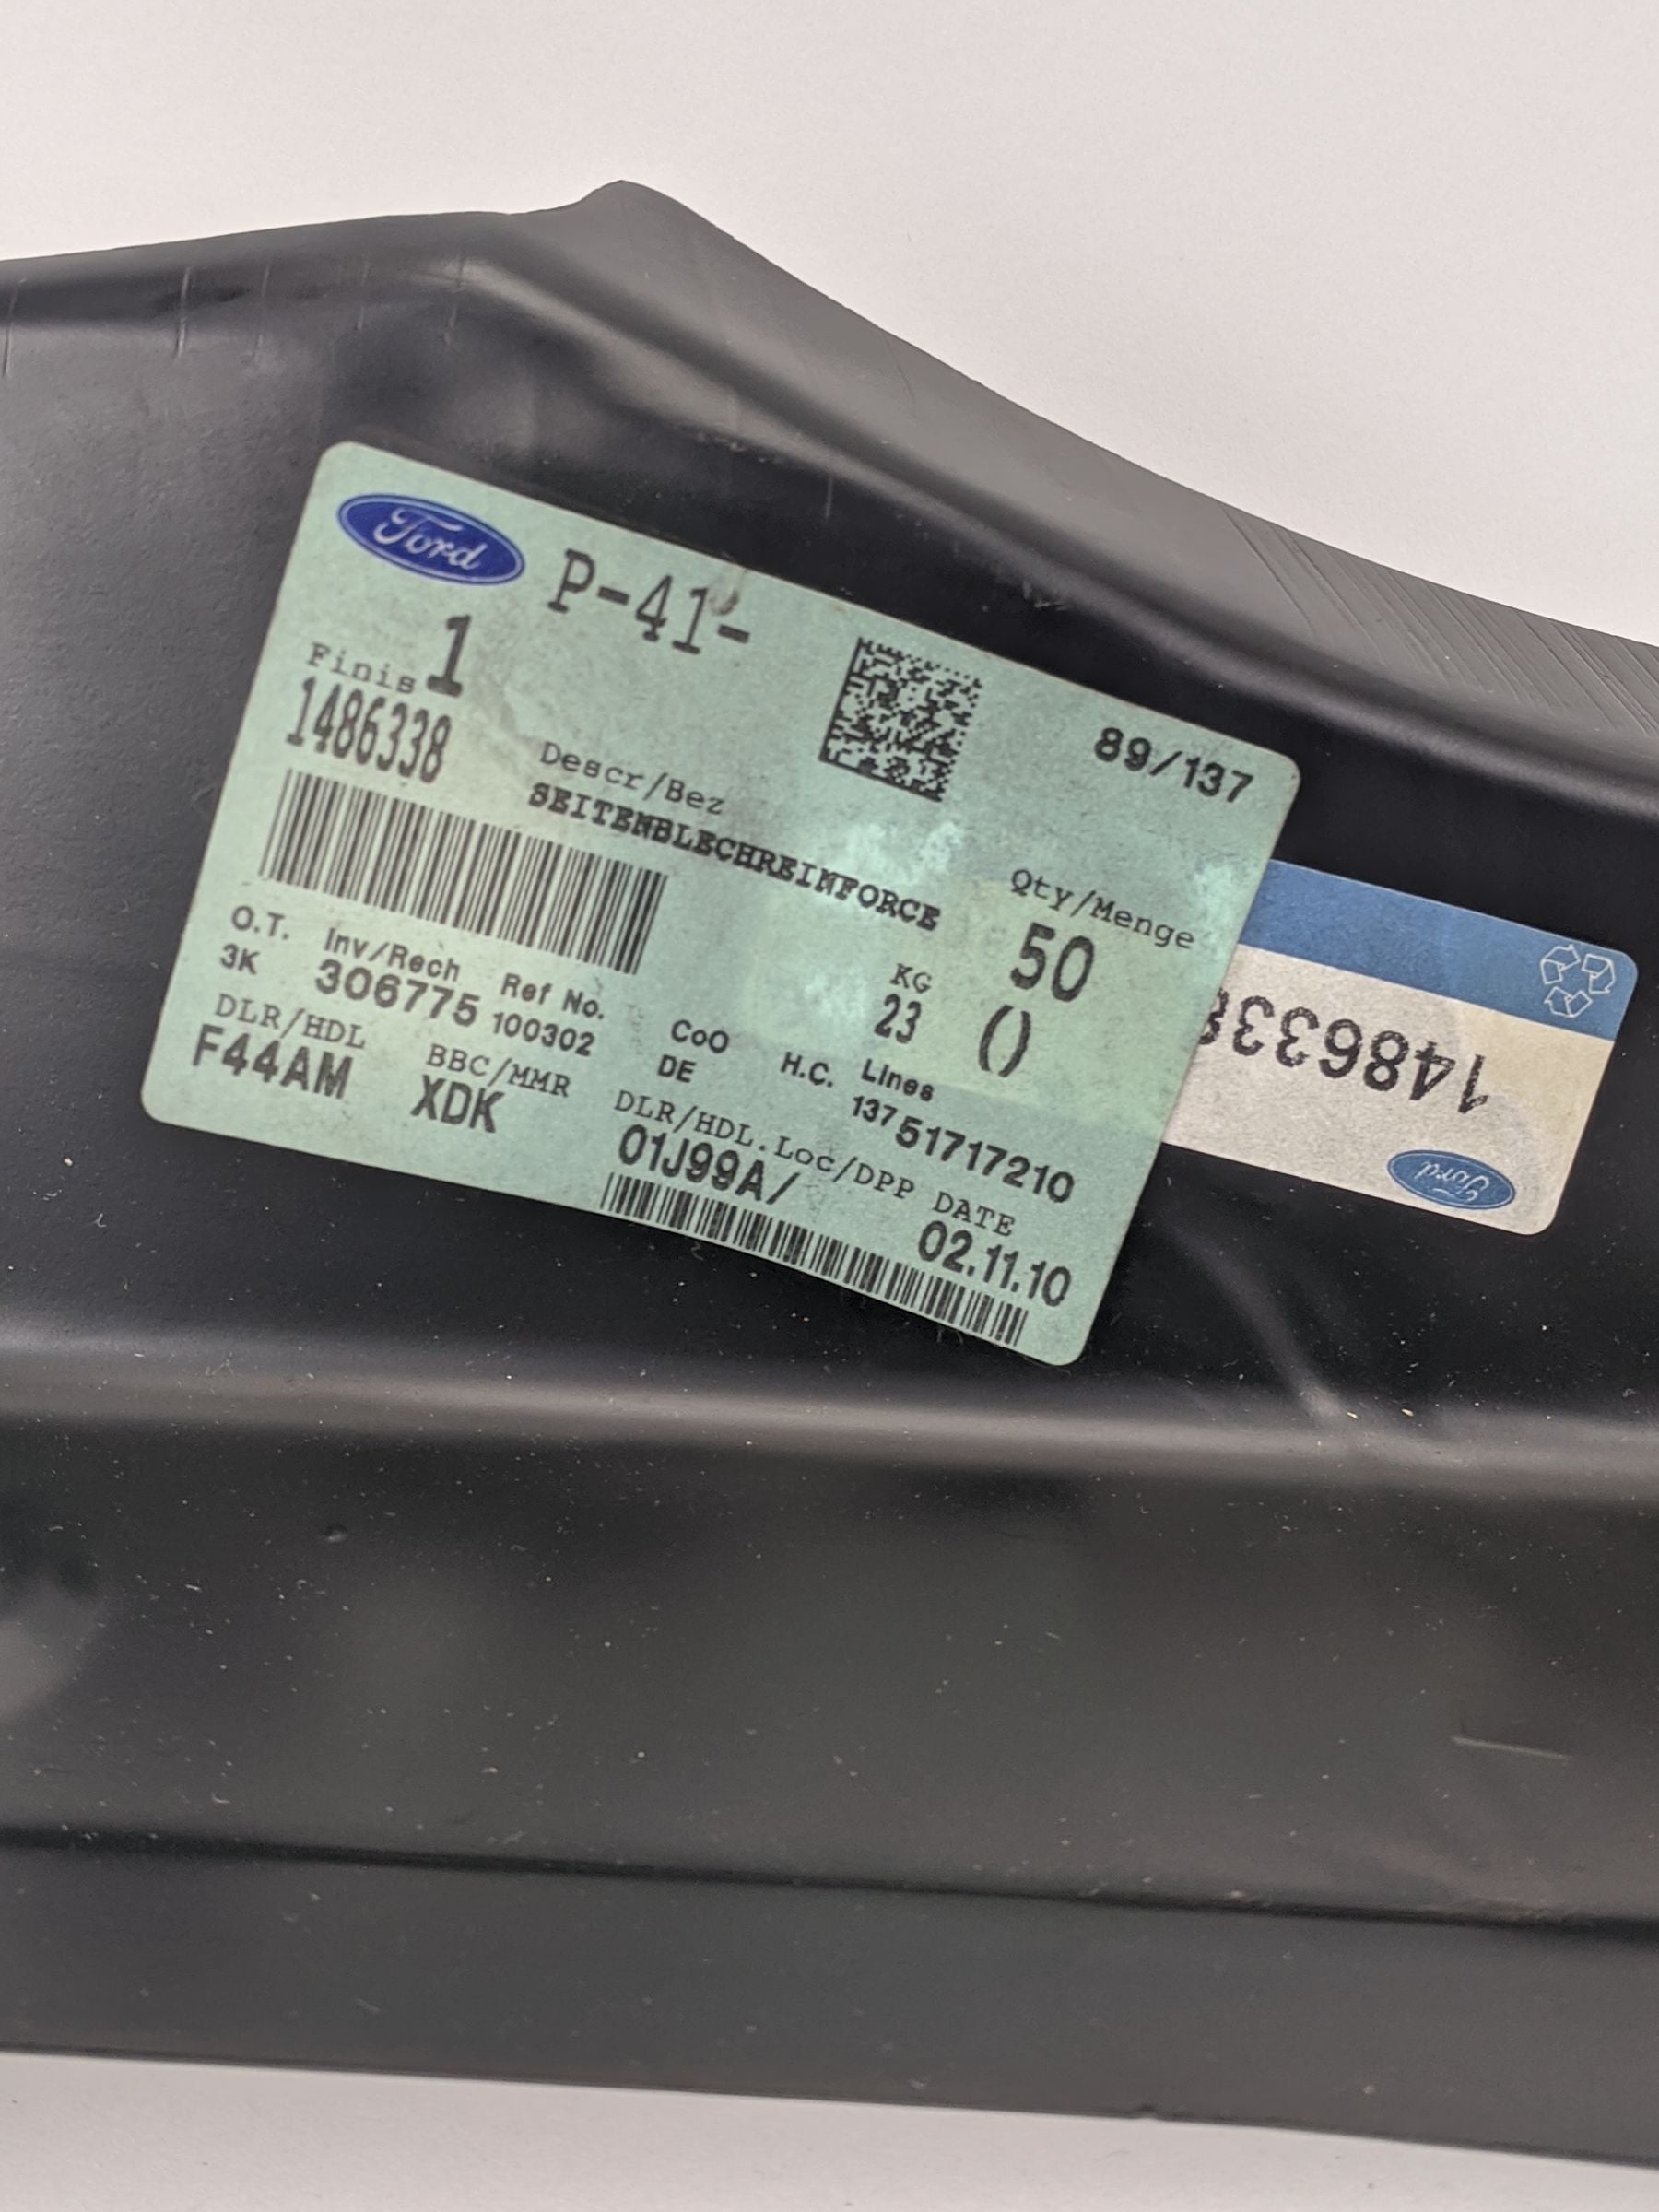 Ford P-41-
89/137
Finis 1
1486338
Descr/Bez
SEITENBLECHREINFORCE
Qty/Menge
50
KG
23 ()
O.T. Inv/Rech Ref No. CoO H.C. Lines
3K 306775 100302 DE 137 51717210
DLR/HDL BBC/MMR DLR/HDL.Loc/DPP DATE
F44AM XDK 01J99A/ 02.11.10
Ford
148633